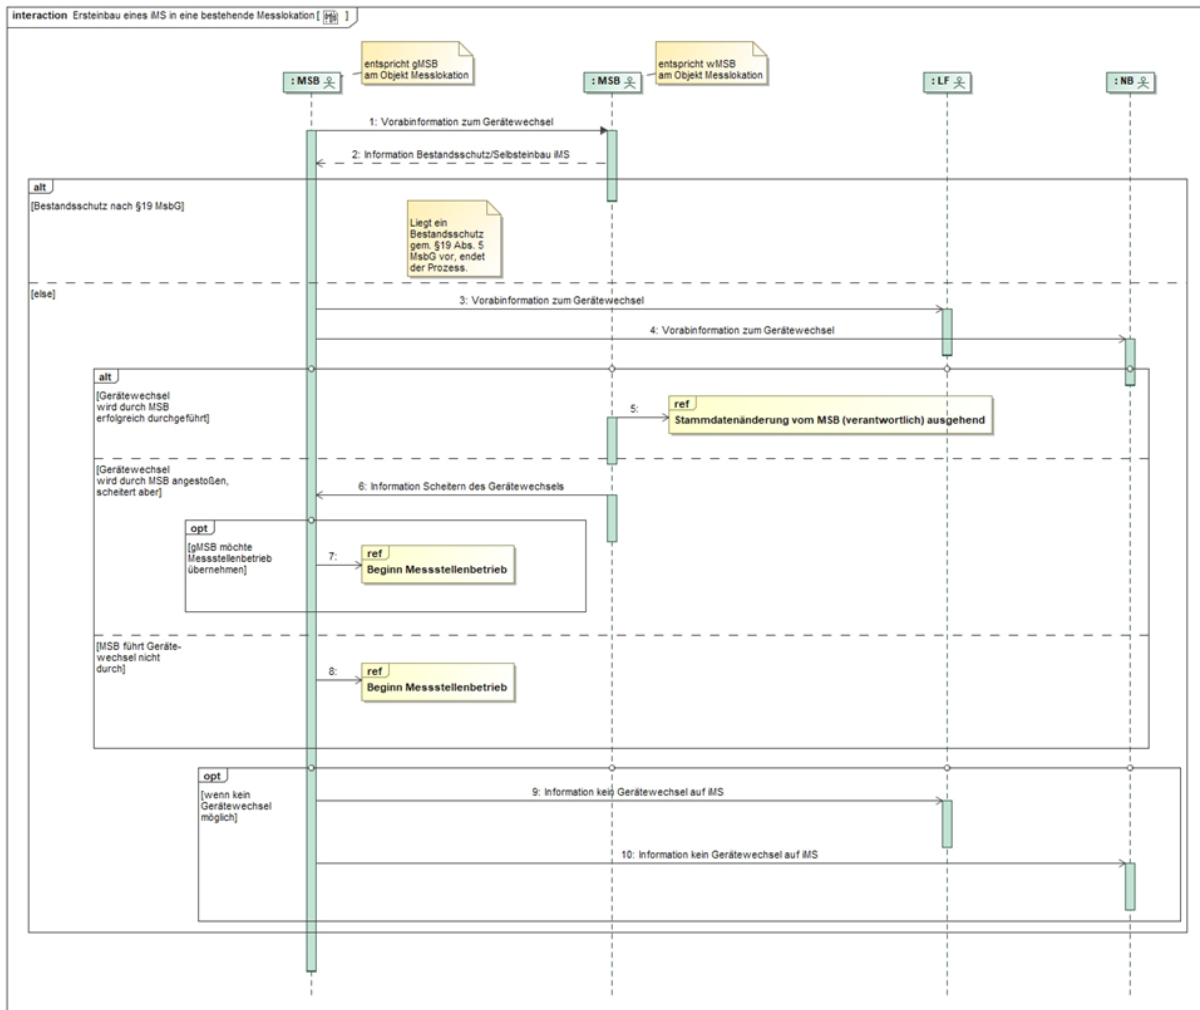 interaction Ersteinbau eines iMS in eine bestehende Messlokation [ ]
entspricht gMSB
am Objekt Messlokation
entspricht wMSB
am Objekt Messlokation
: MSB
: MSB
: LF
: NB
1: Vorabinformation zum Gerätewechsel
2: Information Bestandsschutz/Selbsteinbau iMS
alt
[Bestandsschutz nach §19 MsbG]
Liegt ein
Bestandsschutz
gem. §19 Abs. 5
MsbG vor, endet
der Prozess.
[else]
3: Vorabinformation zum Gerätewechsel
4: Vorabinformation zum Gerätewechsel
alt
[Gerätewechsel
wird durch MSB
erfolgreich durchgeführt]
5:
ref
Stammdatenänderung vom MSB (verantwortlich) ausgehend
[Gerätewechsel
wird durch MSB angestoßen,
scheitert aber]
6: Information Scheitern des Gerätewechsels
opt
[gMSB möchte
Messstellenbetrieb
übernehmen]
7:
ref
Beginn Messstellenbetrieb
[MSB führt Geräte-
wechsel nicht
durch]
8:
ref
Beginn Messstellenbetrieb
opt
[wenn kein
Gerätewechsel
möglich]
9: Information kein Gerätewechsel auf iMS
10: Information kein Gerätewechsel auf iMS